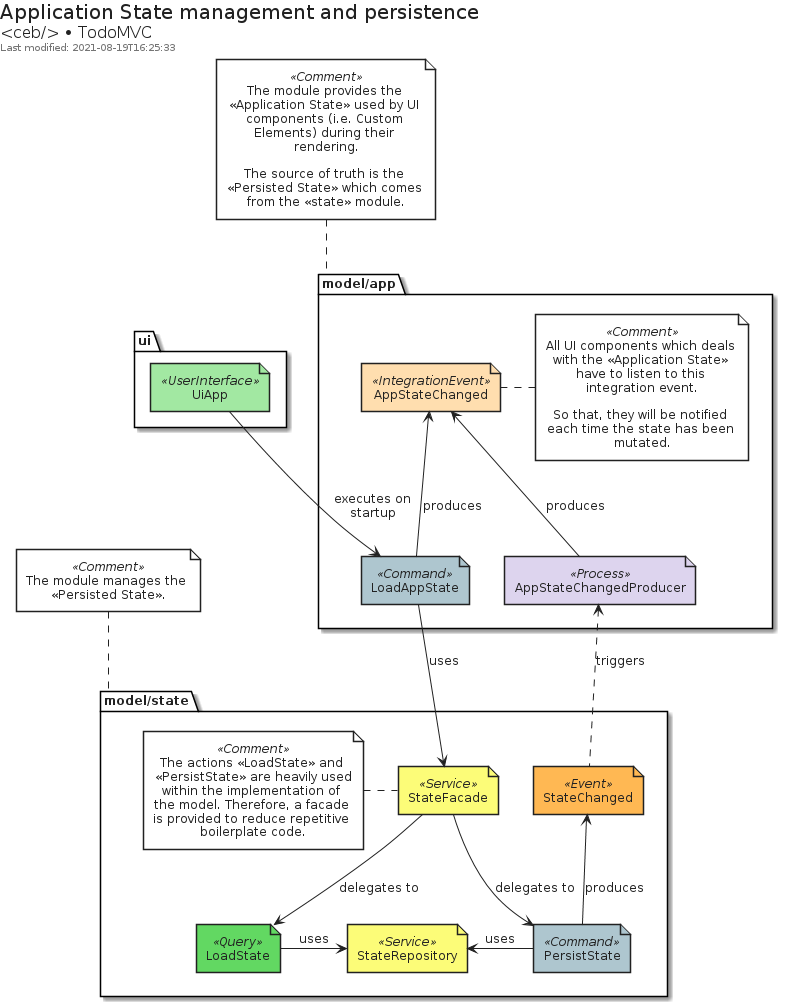 Application State management and persistence
<ceb/> • TodoMVC
Last modified: 2021-08-19T16:25:33
«Comment»
The module provides the
«Application State» used by UI
components (i.e. Custom
Elements) during their
rendering.
The source of truth is the
«Persisted State» which comes
from the «state» module.
model/app
«Comment»
All UI components which deals
with the «Application State»
have to listen to this
integration event.
So that, they will be notified
each time the state has been
mutated.
ui
«UserInterface»
UiApp
«IntegrationEvent»
AppStateChanged
executes on
startup
produces
produces
«Comment»
The module manages the
«Persisted State».
«Command»
LoadAppState
«Process»
AppStateChangedProducer
uses
triggers
model/state
«Comment»
The actions «LoadState» and
«PersistState» are heavily used
within the implementation of
the model. Therefore, a facade
is provided to reduce repetitive
boilerplate code.
«Service»
StateFacade
«Event»
StateChanged
delegates to
delegates to
produces
«Query»
LoadState
uses
«Service»
StateRepository
uses
«Command»
PersistState